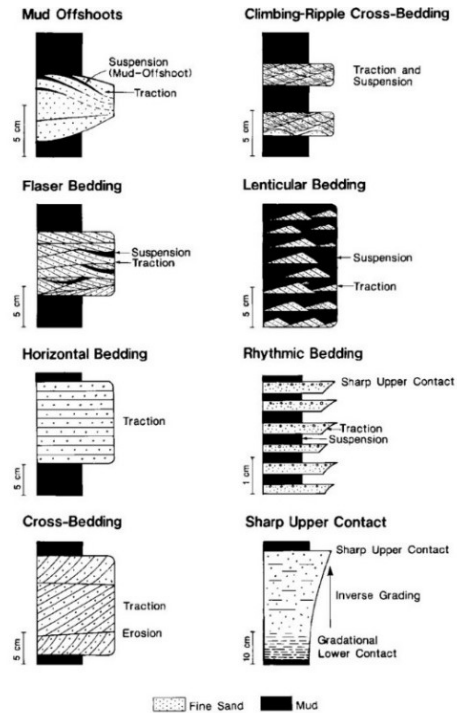 Mud Offshoots
Suspension
(Mud-Offshoot)
Traction
5 cm
Climbing-Ripple Cross-Bedding
Traction and
Suspension
5 cm
Flaser Bedding
Suspension
Traction
5 cm
Lenticular Bedding
Suspension
Traction
5 cm
Horizontal Bedding
Traction
5 cm
Rhythmic Bedding
Sharp Upper Contact
Traction
Suspension
1 cm
Cross-Bedding
Traction
Erosion
5 cm
Sharp Upper Contact
Sharp Upper Contact
Inverse Grading
Gradational
Lower Contact
10 cm
Fine Sand
Mud